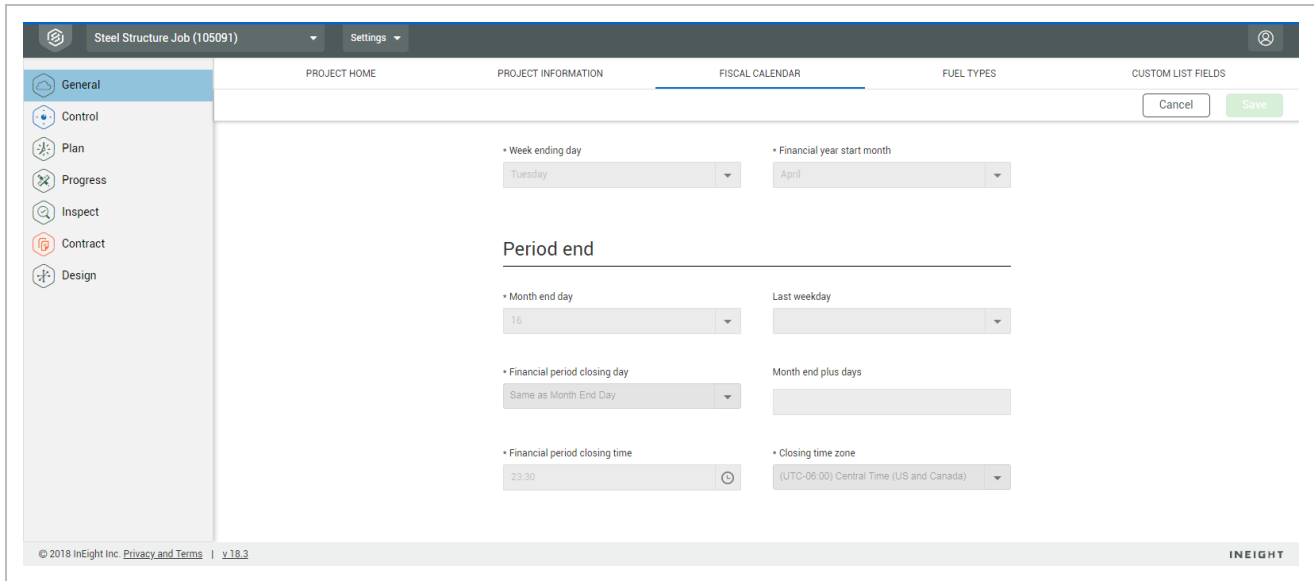 Steel Structure Job (105091)
Settings
General
Control
Plan
Progress
Inspect
Contract
Design
PROJECT HOME
PROJECT INFORMATION
FISCAL CALENDAR
FUEL TYPES
CUSTOM LIST FIELDS
Cancel
Save
* Week ending day
* Financial year start month
Tuesday
April
Period end
* Month end day
Last weekday
16
* Financial period closing day
Month end plus days
Same as Month End Day
* Financial period closing time
* Closing time zone
23:30
(UTC-06:00) Central Time (US and Canada)
© 2018 InEight Inc. Privacy and Terms | v 18.3
INEIGHT